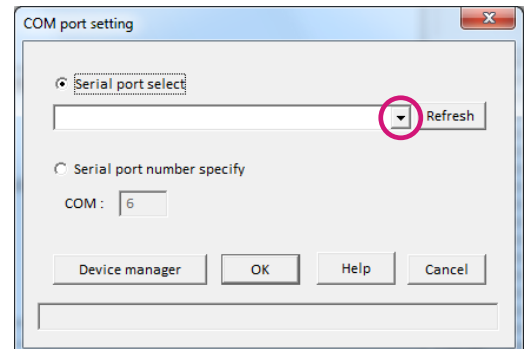 COM port setting
Serial port select
Refresh
Serial port number specify
COM : 6
Device manager OK Help Cancel